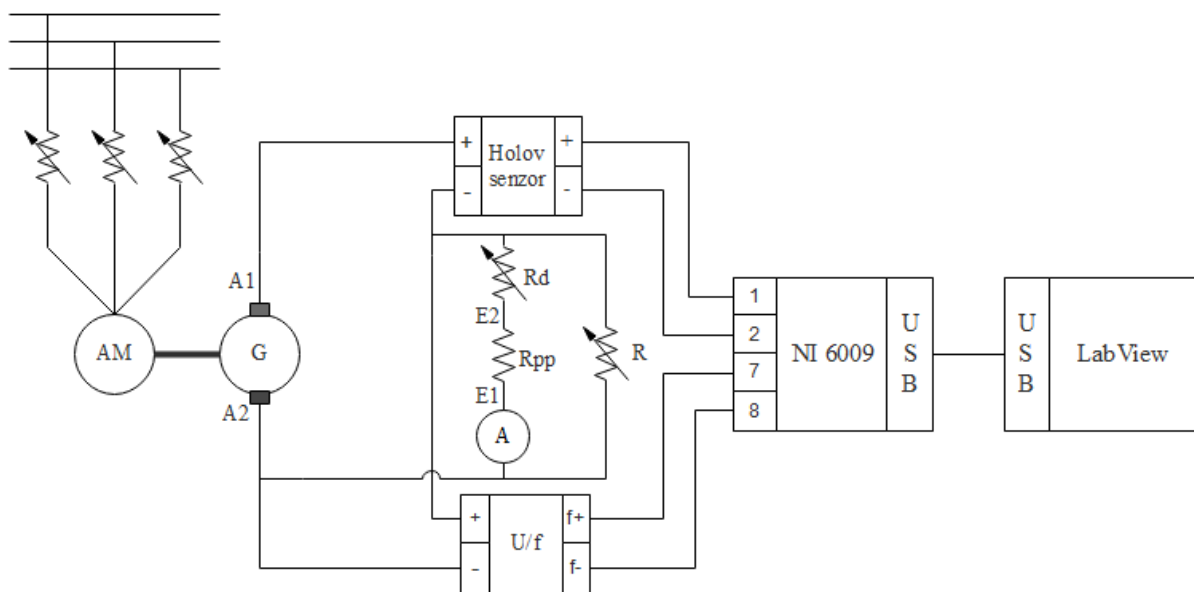 Holov
senzor
+
+
-
-
A1
Rd
E2
1
U
S
B
U
S
B
AM
G
Rpp
R
2
NI 6009
LabView
E1
7
A2
A
8
+
f+
U/f
-
f-